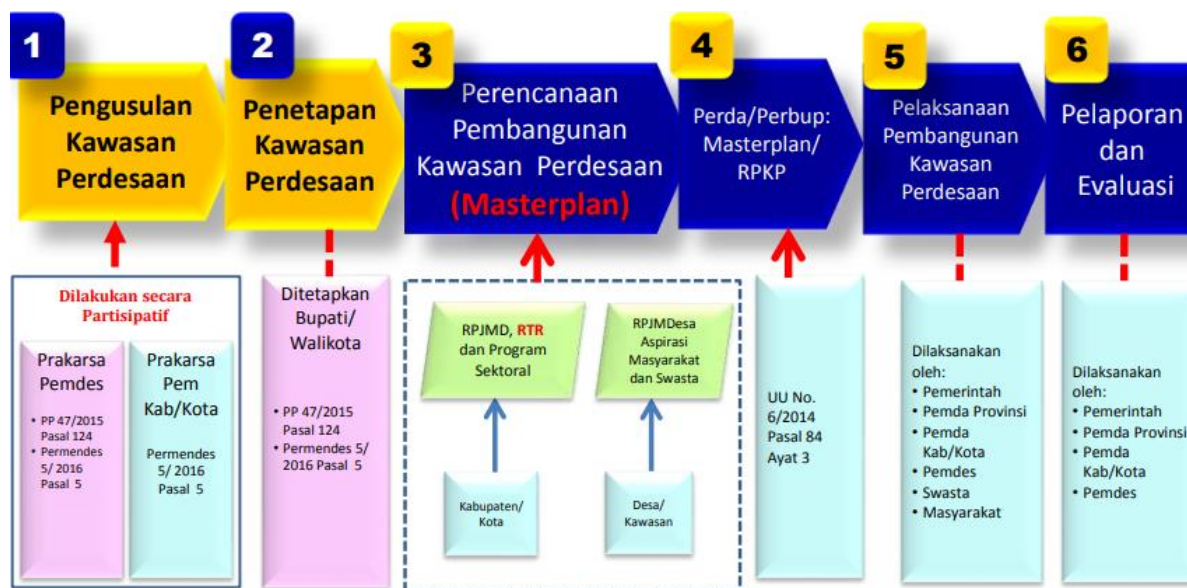 1
Pengusulan
Kawasan
Perdesaan
2
Penetapan
Kawasan
Perdesaan
3
Perencanaan
Pembangunan
Kawasan Perdesaan
(Masterplan)
4
Perda/Perbup:
Masterplan/
RPKP
5
Pelaksanaan
Pembangunan
Kawasan
Perdesaan
6
Pelaporan
dan
Evaluasi
Dilakukan secara
Partisipatif
Prakarsa
Pemdes
• PP 47/2015
Pasal 124
• Permendes
5/ 2016
Pasal 5
Prakarsa
Pem
Kab/Kota
Permendes
5/ 2016
Pasal 5
Ditetapkan
Bupati/
Walikota
• PP 47/2015
Pasal 124
• Permendes 5/
2016 Pasal 5
RPJMD, RTR
dan Program
Sektoral
RPJMDesa
Aspirasi
Masyarakat
dan Swasta
Kabupaten/
Kota
Desa/
Kawasan
UU No.
6/2014
Pasal 84
Ayat 3
Dilaksanakan
oleh:
• Pemerintah
• Pemda Provinsi
• Pemda
Kab/Kota
• Pemdes
• Swasta
• Masyarakat
Dilaksanakan
oleh:
• Pemerintah
• Pemda Provinsi
• Pemda
Kab/Kota
• Pemdes